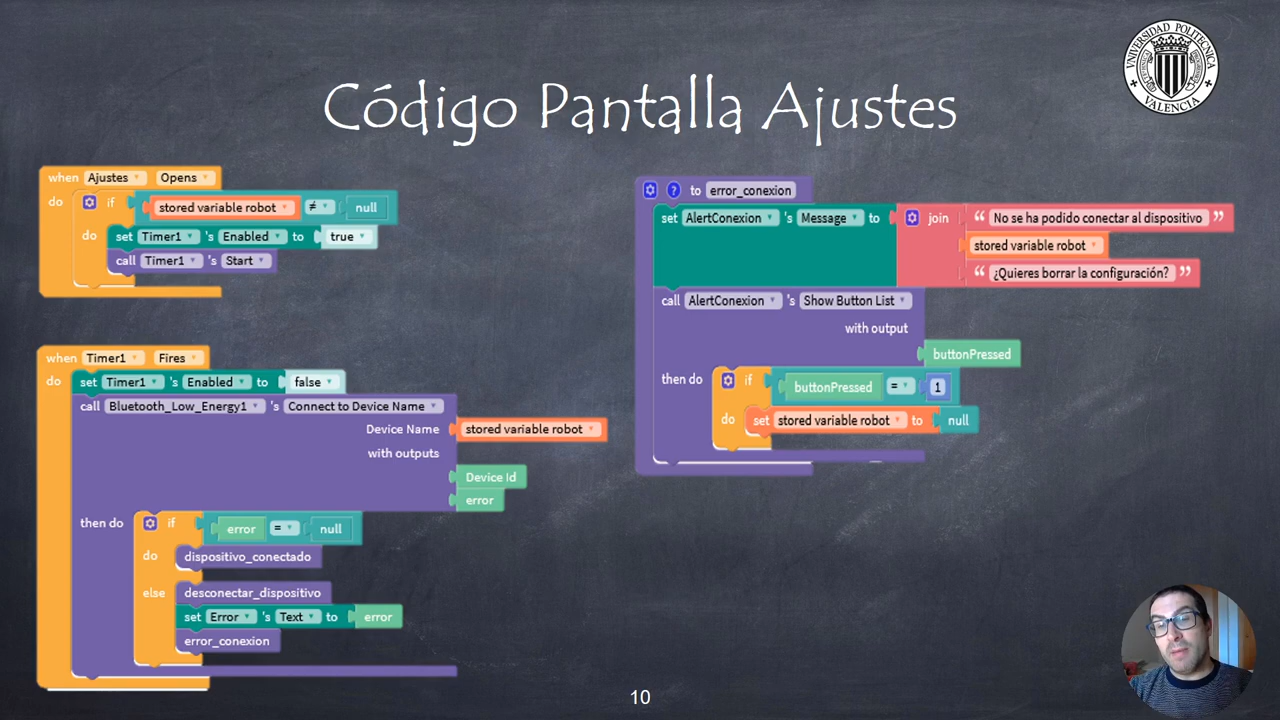 Código Pantalla Ajustes
UNIVERSIDAD POLITECNICA
VALENCIA
when Ajustes Opens
do if stored variable robot ≠ null
do set Timer1 's Enabled to true
call Timer1 's Start
when Timer1 Fires
do set Timer1 's Enabled to false
call Bluetooth_Low_Energy1 's Connect to Device Name
Device Name stored variable robot
with outputs
Device Id
error
then do if error = null
do dispositivo_conectado
else desconectar_dispositivo
set Error 's Text to error
error_conexion
? to error_conexion
set AlertConexion 's Message to join “ No se ha podido conectar al dispositivo ”
stored variable robot
“ ¿Quieres borrar la configuración? ”
call AlertConexion 's Show Button List
with output
buttonPressed
then do if buttonPressed = 1
do set stored variable robot to null
10